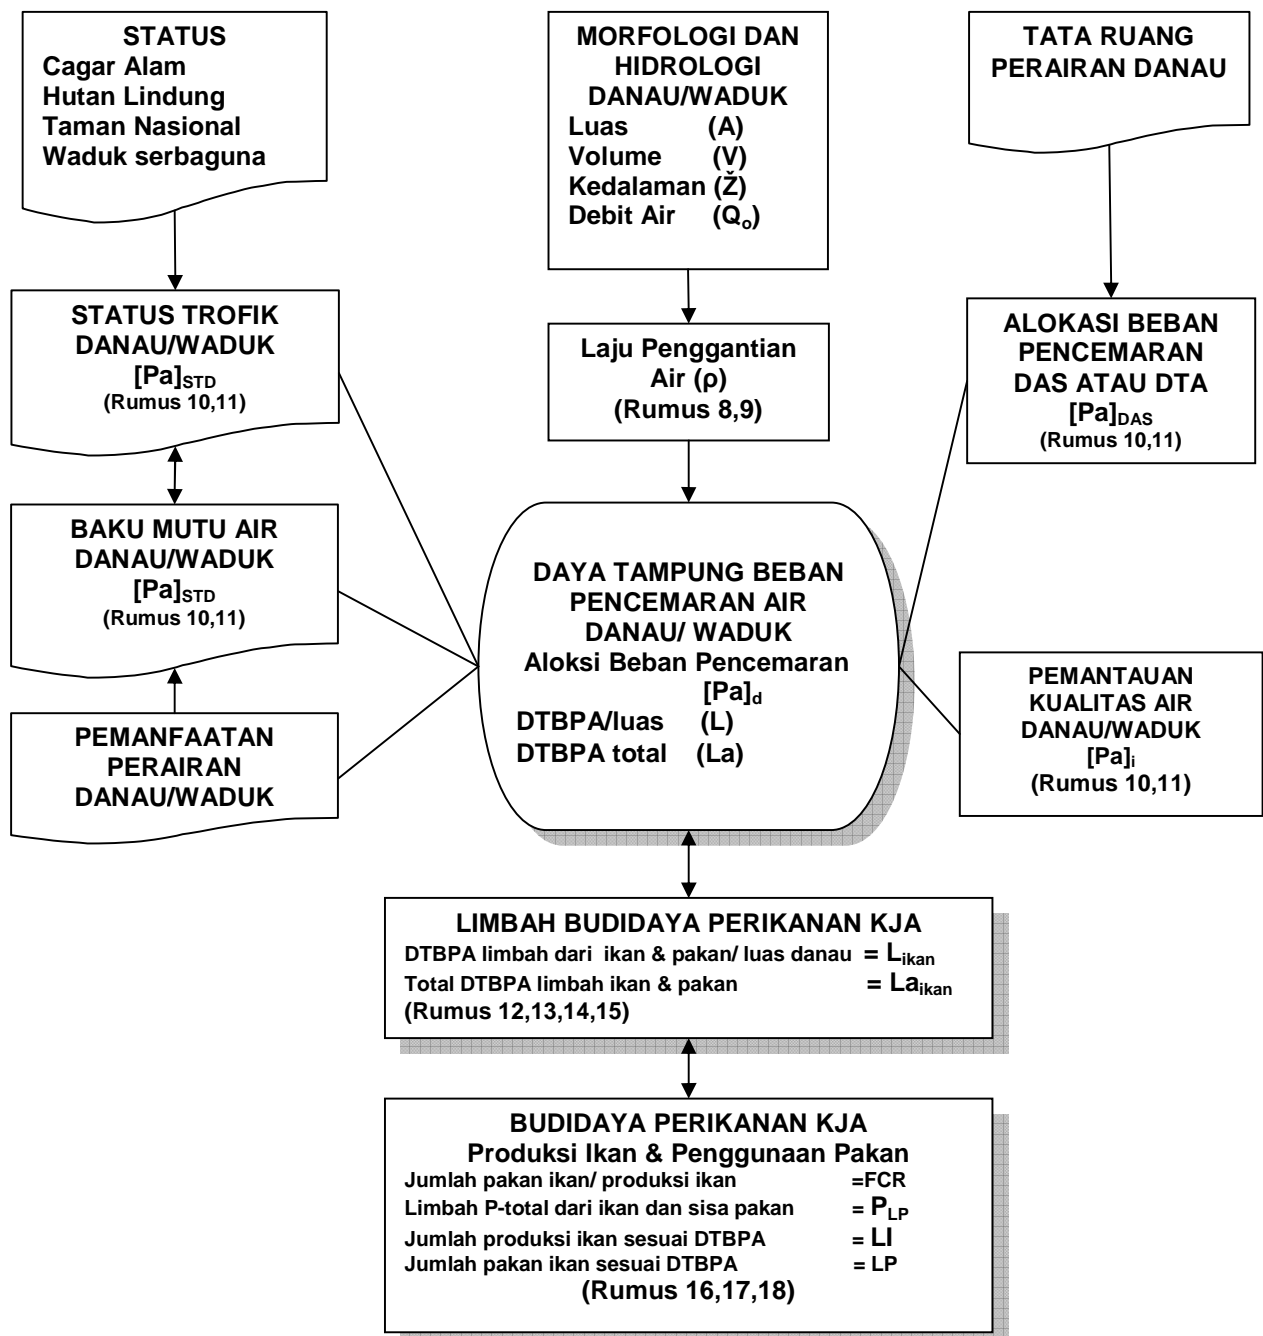 STATUS
Cagar Alam
Hutan Lindung
Taman Nasional
Waduk serbaguna
MORFOLOGI DAN
HIDROLOGI
DANAU/WADUK
Luas (A)
Volume (V)
Kedalaman (Ž)
Debit Air (Qo)
TATA RUANG
PERAIRAN DANAU
STATUS TROFIK
DANAU/WADUK
[Pa]STD
(Rumus 10,11)
Laju Penggantian
Air (ρ)
(Rumus 8,9)
ALOKASI BEBAN
PENCEMARAN
DAS ATAU DTA
[Pa]DAS
(Rumus 10,11)
BAKU MUTU AIR
DANAU/WADUK
[Pa]STD
(Rumus 10,11)
DAYA TAMPUNG BEBAN
PENCEMARAN AIR
DANAU/ WADUK
Aloksi Beban Pencemaran
[Pa]d
DTBPA/luas (L)
DTBPA total (La)
PEMANTAUAN
KUALITAS AIR
DANAU/WADUK
[Pa]i
(Rumus 10,11)
PEMANFAATAN
PERAIRAN
DANAU/WADUK
LIMBAH BUDIDAYA PERIKANAN KJA
DTBPA limbah dari ikan & pakan/ luas danau = Likan
Total DTBPA limbah ikan & pakan = Laikan
(Rumus 12,13,14,15)
BUDIDAYA PERIKANAN KJA
Produksi Ikan & Penggunaan Pakan
Jumlah pakan ikan/ produksi ikan =FCR
Limbah P-total dari ikan dan sisa pakan = PLP
Jumlah produksi ikan sesuai DTBPA = LI
Jumlah pakan ikan sesuai DTBPA = LP
(Rumus 16,17,18)